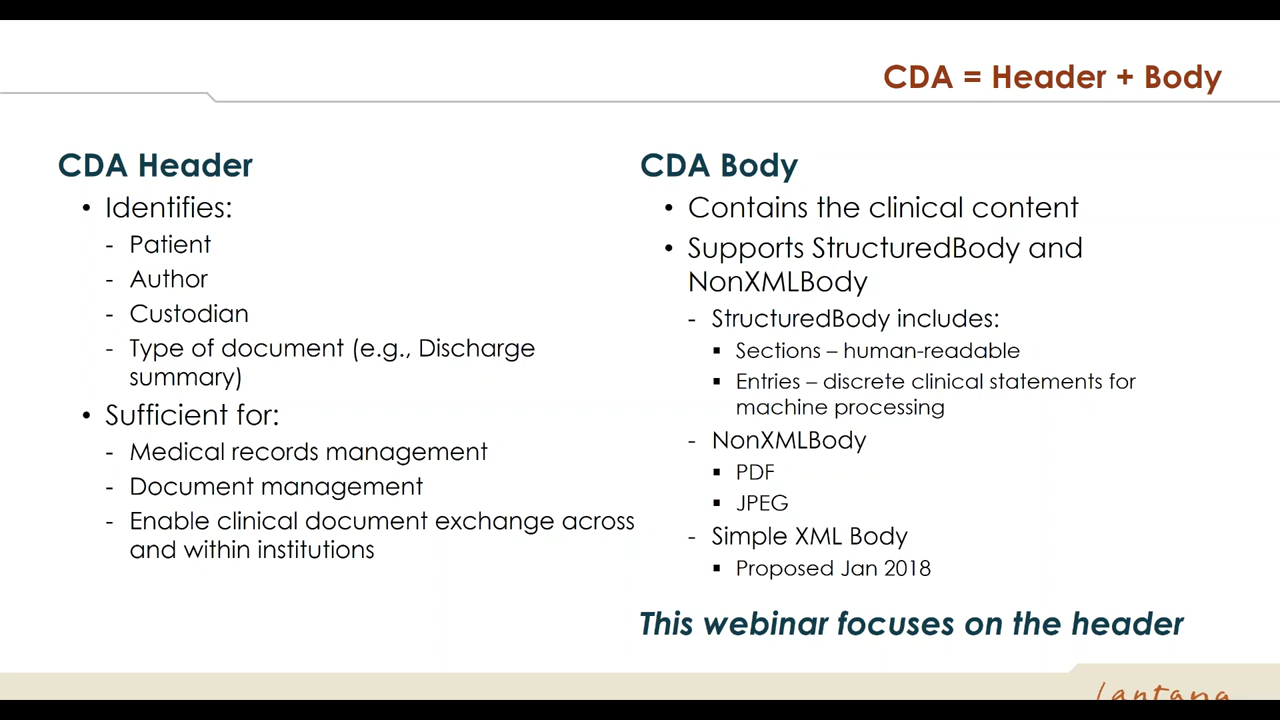 CDA = Header + Body
CDA Header
• Identifies:
- Patient
- Author
- Custodian
- Type of document (e.g., Discharge
summary)
• Sufficient for:
- Medical records management
- Document management
- Enable clinical document exchange across
and within institutions
CDA Body
• Contains the clinical content
• Supports StructuredBody and
NonXMLBody
- StructuredBody includes:
▪ Sections – human-readable
▪ Entries – discrete clinical statements for
machine processing
- NonXMLBody
▪ PDF
▪ JPEG
- Simple XML Body
▪ Proposed Jan 2018
This webinar focuses on the header
Lantana